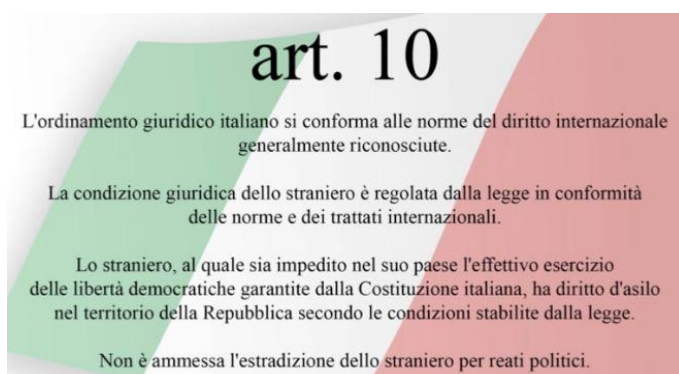 art. 10
L'ordinamento giuridico italiano si conforma alle norme del diritto internazionale
generalmente riconosciute.
La condizione giuridica dello straniero è regolata dalla legge in conformità
delle norme e dei trattati internazionali.
Lo straniero, al quale sia impedito nel suo paese l'effettivo esercizio
delle libertà democratiche garantite dalla Costituzione italiana, ha diritto d'asilo
nel territorio della Repubblica secondo le condizioni stabilite dalla legge.
Non è ammessa l'estradizione dello straniero per reati politici.